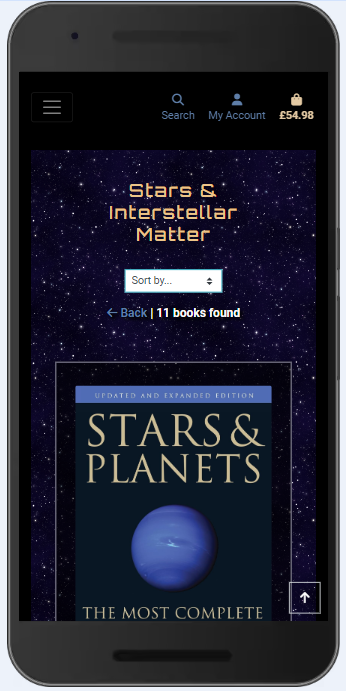 Search
My Account
£54.98
Stars &
Interstellar
Matter
Sort by...
Back | 11 books found
UPDATED AND EXPANDED EDITION
STARS &
PLANETS
THE MOST COMPLETE